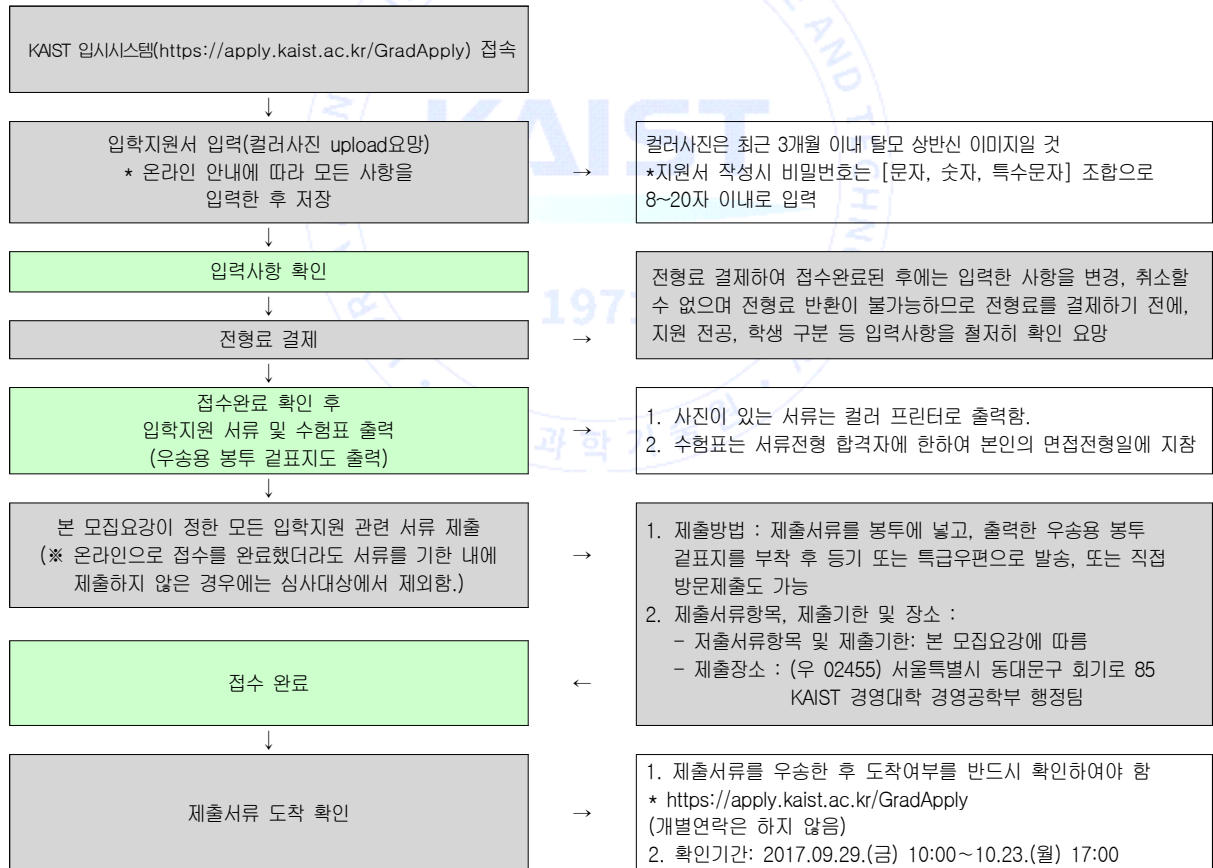 KAIST 입시시스템(https://apply.kaist.ac.kr/GradApply) 접속
↓
입학지원서 입력(컬러사진 upload요망)
* 온라인 안내에 따라 모든 사항을
입력한 후 저장
→
컬러사진은 최근 3개월 이내 탈모 상반신 이미지일 것
*지원서 작성시 비밀번호는 [문자, 숫자, 특수문자] 조합으로
8~20자 이내로 입력
↓
입력사항 확인
↓
전형료 결제
→
전형료 결제하여 접수완료된 후에는 입력한 사항을 변경, 취소할
수 없으며 전형료 반환이 불가능하므로 전형료를 결제하기 전에,
지원 전공, 학생 구분 등 입력사항을 철저히 확인 요망
↓
접수완료 확인 후
입학지원 서류 및 수험표 출력
(우송용 봉투 겉표지도 출력)
→
1. 사진이 있는 서류는 컬러 프린터로 출력함.
2. 수험표는 서류전형 합격자에 한하여 본인의 면접전형일에 지참
↓
본 모집요강이 정한 모든 입학지원 관련 서류 제출
(※ 온라인으로 접수를 완료했더라도 서류를 기한 내에
제출하지 않은 경우에는 심사대상에서 제외함.)
→
1. 제출방법 : 제출서류를 봉투에 넣고, 출력한 우송용 봉투
겉표지를 부착 후 등기 또는 특급우편으로 발송, 또는 직접
방문제출도 가능
2. 제출서류항목, 제출기한 및 장소 :
- 저출서류항목 및 제출기한: 본 모집요강에 따름
- 제출장소 : (우 02455) 서울특별시 동대문구 회기로 85
KAIST 경영대학 경영공학부 행정팀
접수 완료
←
↓
제출서류 도착 확인
→
1. 제출서류를 우송한 후 도착여부를 반드시 확인하여야 함
* https://apply.kaist.ac.kr/GradApply
(개별연락은 하지 않음)
2. 확인기간: 2017.09.29.(금) 10:00~10.23.(월) 17:00
KAIST
197
AND TECHN
과학기술원